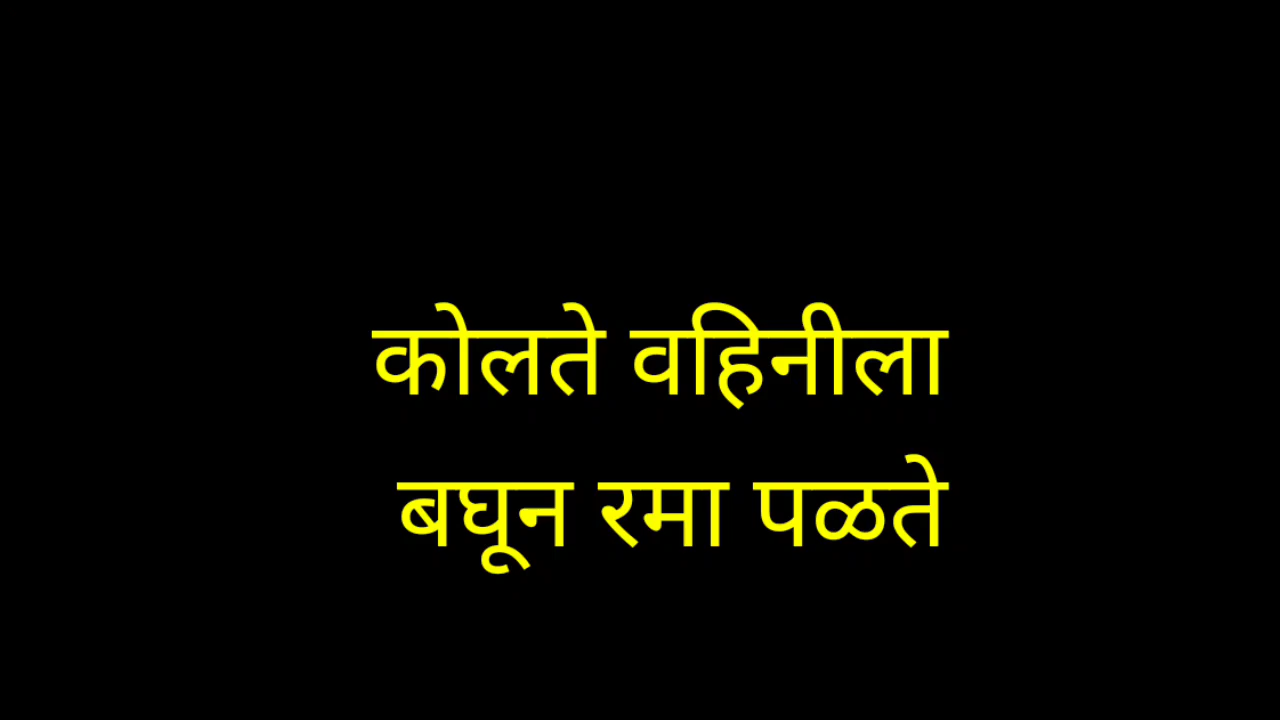 कोलते वहिनीला
बघून रमा पळते